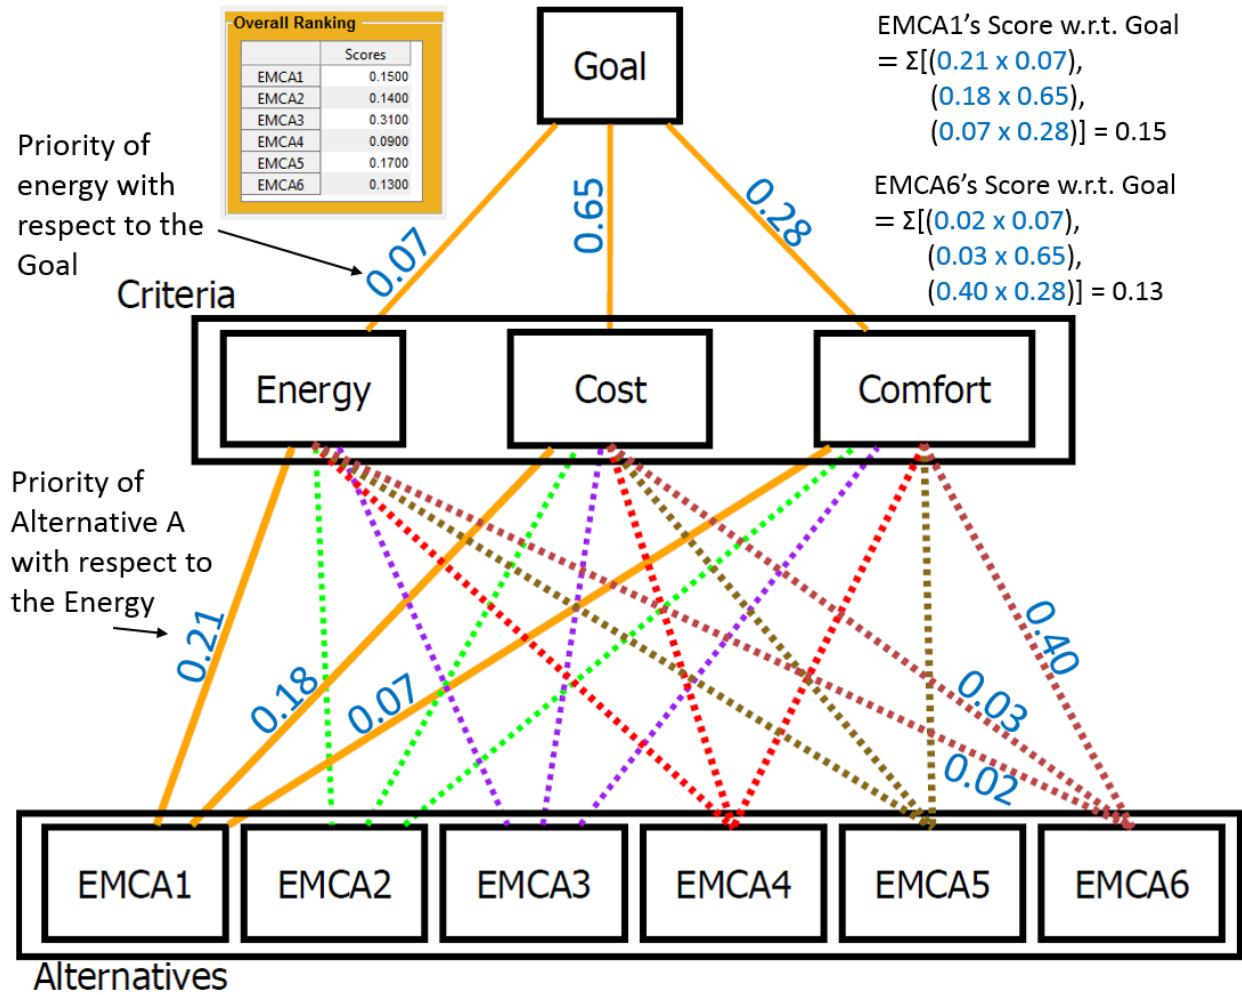 Overall Ranking
Scores
EMCA1 0.1500
EMCA2 0.1400
EMCA3 0.3100
EMCA4 0.0900
EMCA5 0.1700
EMCA6 0.1300
Goal
EMCA1's Score w.r.t. Goal
= Σ[(0.21 x 0.07),
(0.18 x 0.65),
(0.07 x 0.28)] = 0.15
EMCA6's Score w.r.t. Goal
= Σ[(0.02 x 0.07),
(0.03 x 0.65),
(0.40 x 0.28)] = 0.13
Priority of
energy with
respect to the
Goal
0.07
0.65
0.28
Criteria
Energy
Cost
Comfort
Priority of
Alternative A
with respect to
the Energy
0.21
0.18
0.07
0.02
0.03
0.40
EMCA1
EMCA2
EMCA3
EMCA4
EMCA5
EMCA6
Alternatives